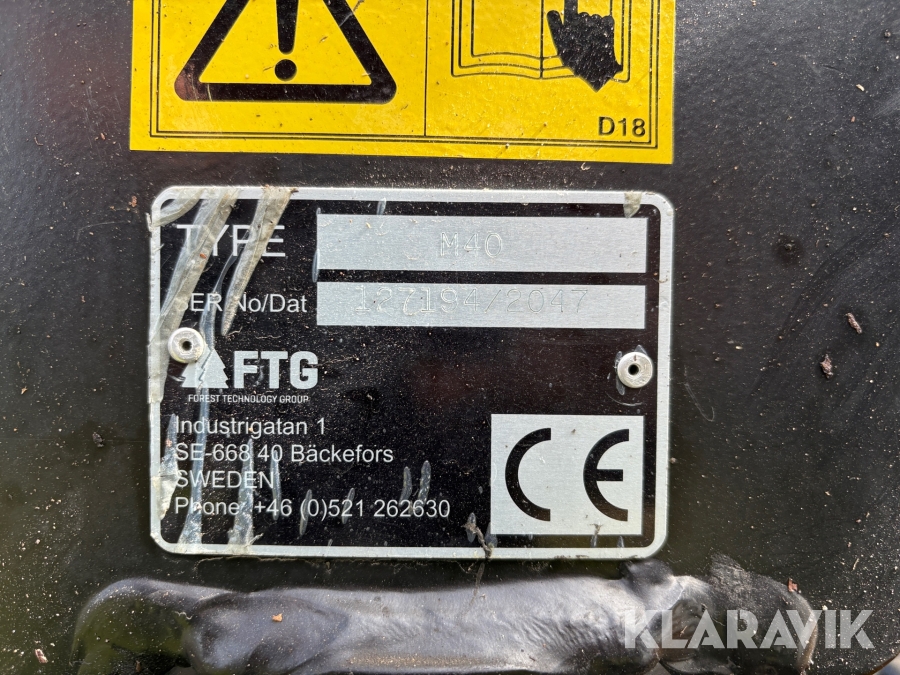 D18
TYPE M40
SER No/Dat 127194/2047
FTG
FOREST TECHNOLOGY GROUP
Industrigatan 1
SE-668 40 Bäckefors
SWEDEN
Phone: +46 (0)521 262630
CE
KLARAVIK